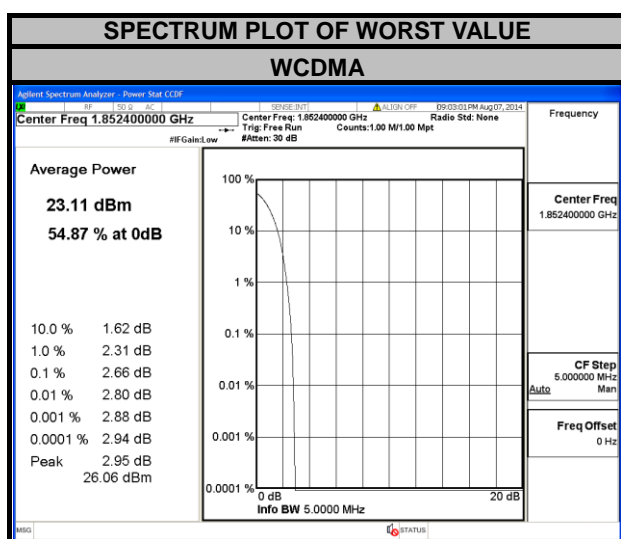 SPECTRUM PLOT OF WORST VALUE
WCDMA
Agilent Spectrum Analyzer - Power Stat CCDF
LXI RF 50 Ω AC SENSE:INT ALIGN OFF 09:03:01 PM Aug 07, 2014
Center Freq 1.852400000 GHz
Center Freq: 1.852400000 GHz Radio Std: None
Trig: Free Run Counts:1.00 M/1.00 Mpt
#IFGain:Low #Atten: 30 dB
Frequency
Average Power
23.11 dBm
54.87 % at 0dB
10.0 % 1.62 dB
1.0 % 2.31 dB
0.1 % 2.66 dB
0.01 % 2.80 dB
0.001 % 2.88 dB
0.0001 % 2.94 dB
Peak 2.95 dB
26.06 dBm
100 %
10 %
1 %
0.1 %
0.01 %
0.001 %
0.0001 %
0 dB 20 dB
Info BW 5.0000 MHz
Center Freq
1.852400000 GHz
CF Step
5.000000 MHz
Auto Man
Freq Offset
0 Hz
MSG STATUS